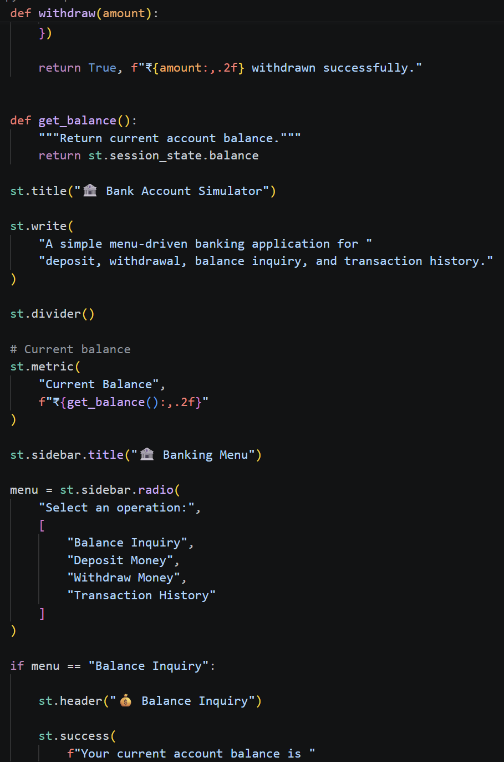 def withdraw(amount):
    })

    return True, f"₹{amount:,.2f} withdrawn successfully."


def get_balance():
    """Return current account balance."""
    return st.session_state.balance

st.title("🏦 Bank Account Simulator")

st.write(
    "A simple menu-driven banking application for "
    "deposit, withdrawal, balance inquiry, and transaction history."
)

st.divider()

# Current balance
st.metric(
    "Current Balance",
    f"₹{get_balance():,.2f}"
)

st.sidebar.title("🏦 Banking Menu")

menu = st.sidebar.radio(
    "Select an operation:",
    [
        "Balance Inquiry",
        "Deposit Money",
        "Withdraw Money",
        "Transaction History"
    ]
)

if menu == "Balance Inquiry":

    st.header("💰 Balance Inquiry")

    st.success(
        f"Your current account balance is "